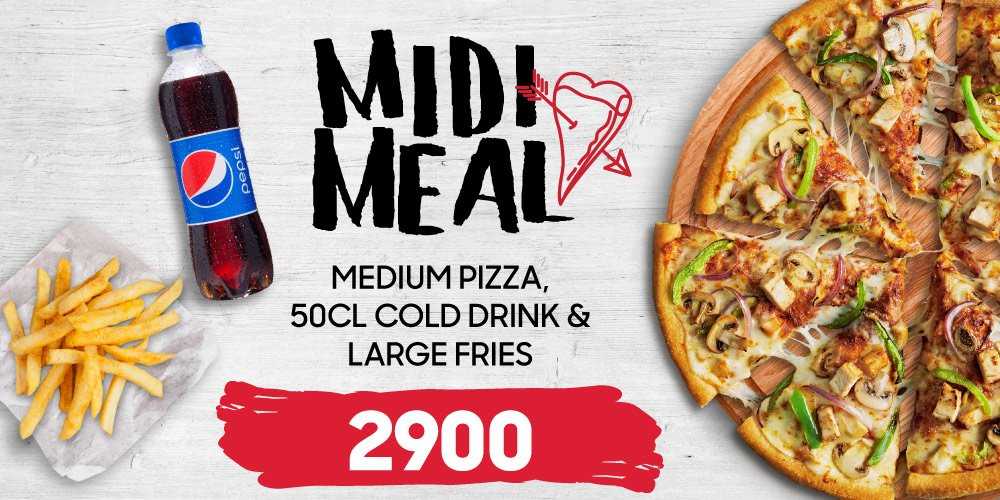 MIDI
MEAL
MEDIUM PIZZA,
50CL COLD DRINK &
LARGE FRIES
2900
pepsi